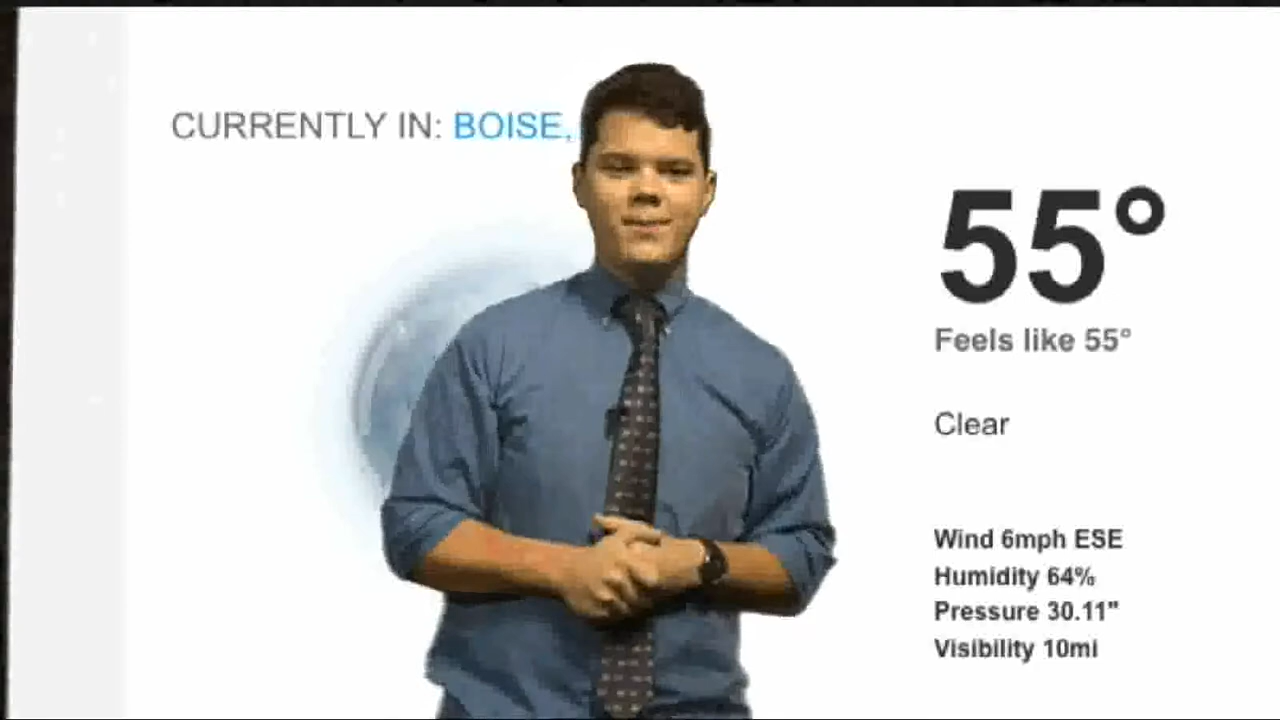 CURRENTLY IN: BOISE,
55°
Feels like 55°
Clear
Wind 6mph ESE
Humidity 64%
Pressure 30.11"
Visibility 10mi